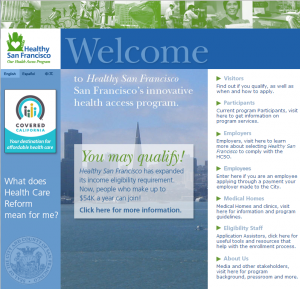 Healthy
San Francisco
Our Health Access Program
English
Español
中文
COVERED
CALIFORNIA
Your destination for
affordable health care
What does
Health Care
Reform
mean for me?
Welcome
to Healthy San Francisco
San Francisco's innovative
health access program.
You may qualify!
Healthy San Francisco has expanded
its income eligibility requirement.
Now, people who make up to
$54K a year can join!
Click here for more information.
Visitors
Find out if you qualify, as well as
when and how to apply.
Participants
Current program Participants, visit
here to get information on
program services.
Employers
Employers, visit here to learn
more about selecting Healthy San
Francisco to comply with the
HCSO.
Employees
Enter here if you are an employee
applying through a payment your
employer made to the City.
Medical Homes
Medical Homes and clinics, visit
here for information and program
guidelines.
Eligibility Staff
Application Assistors, click here for
useful tools and resources that
help with the enrollment process.
About Us
Media and other stakeholders,
visit here for program
background, pressroom and more.